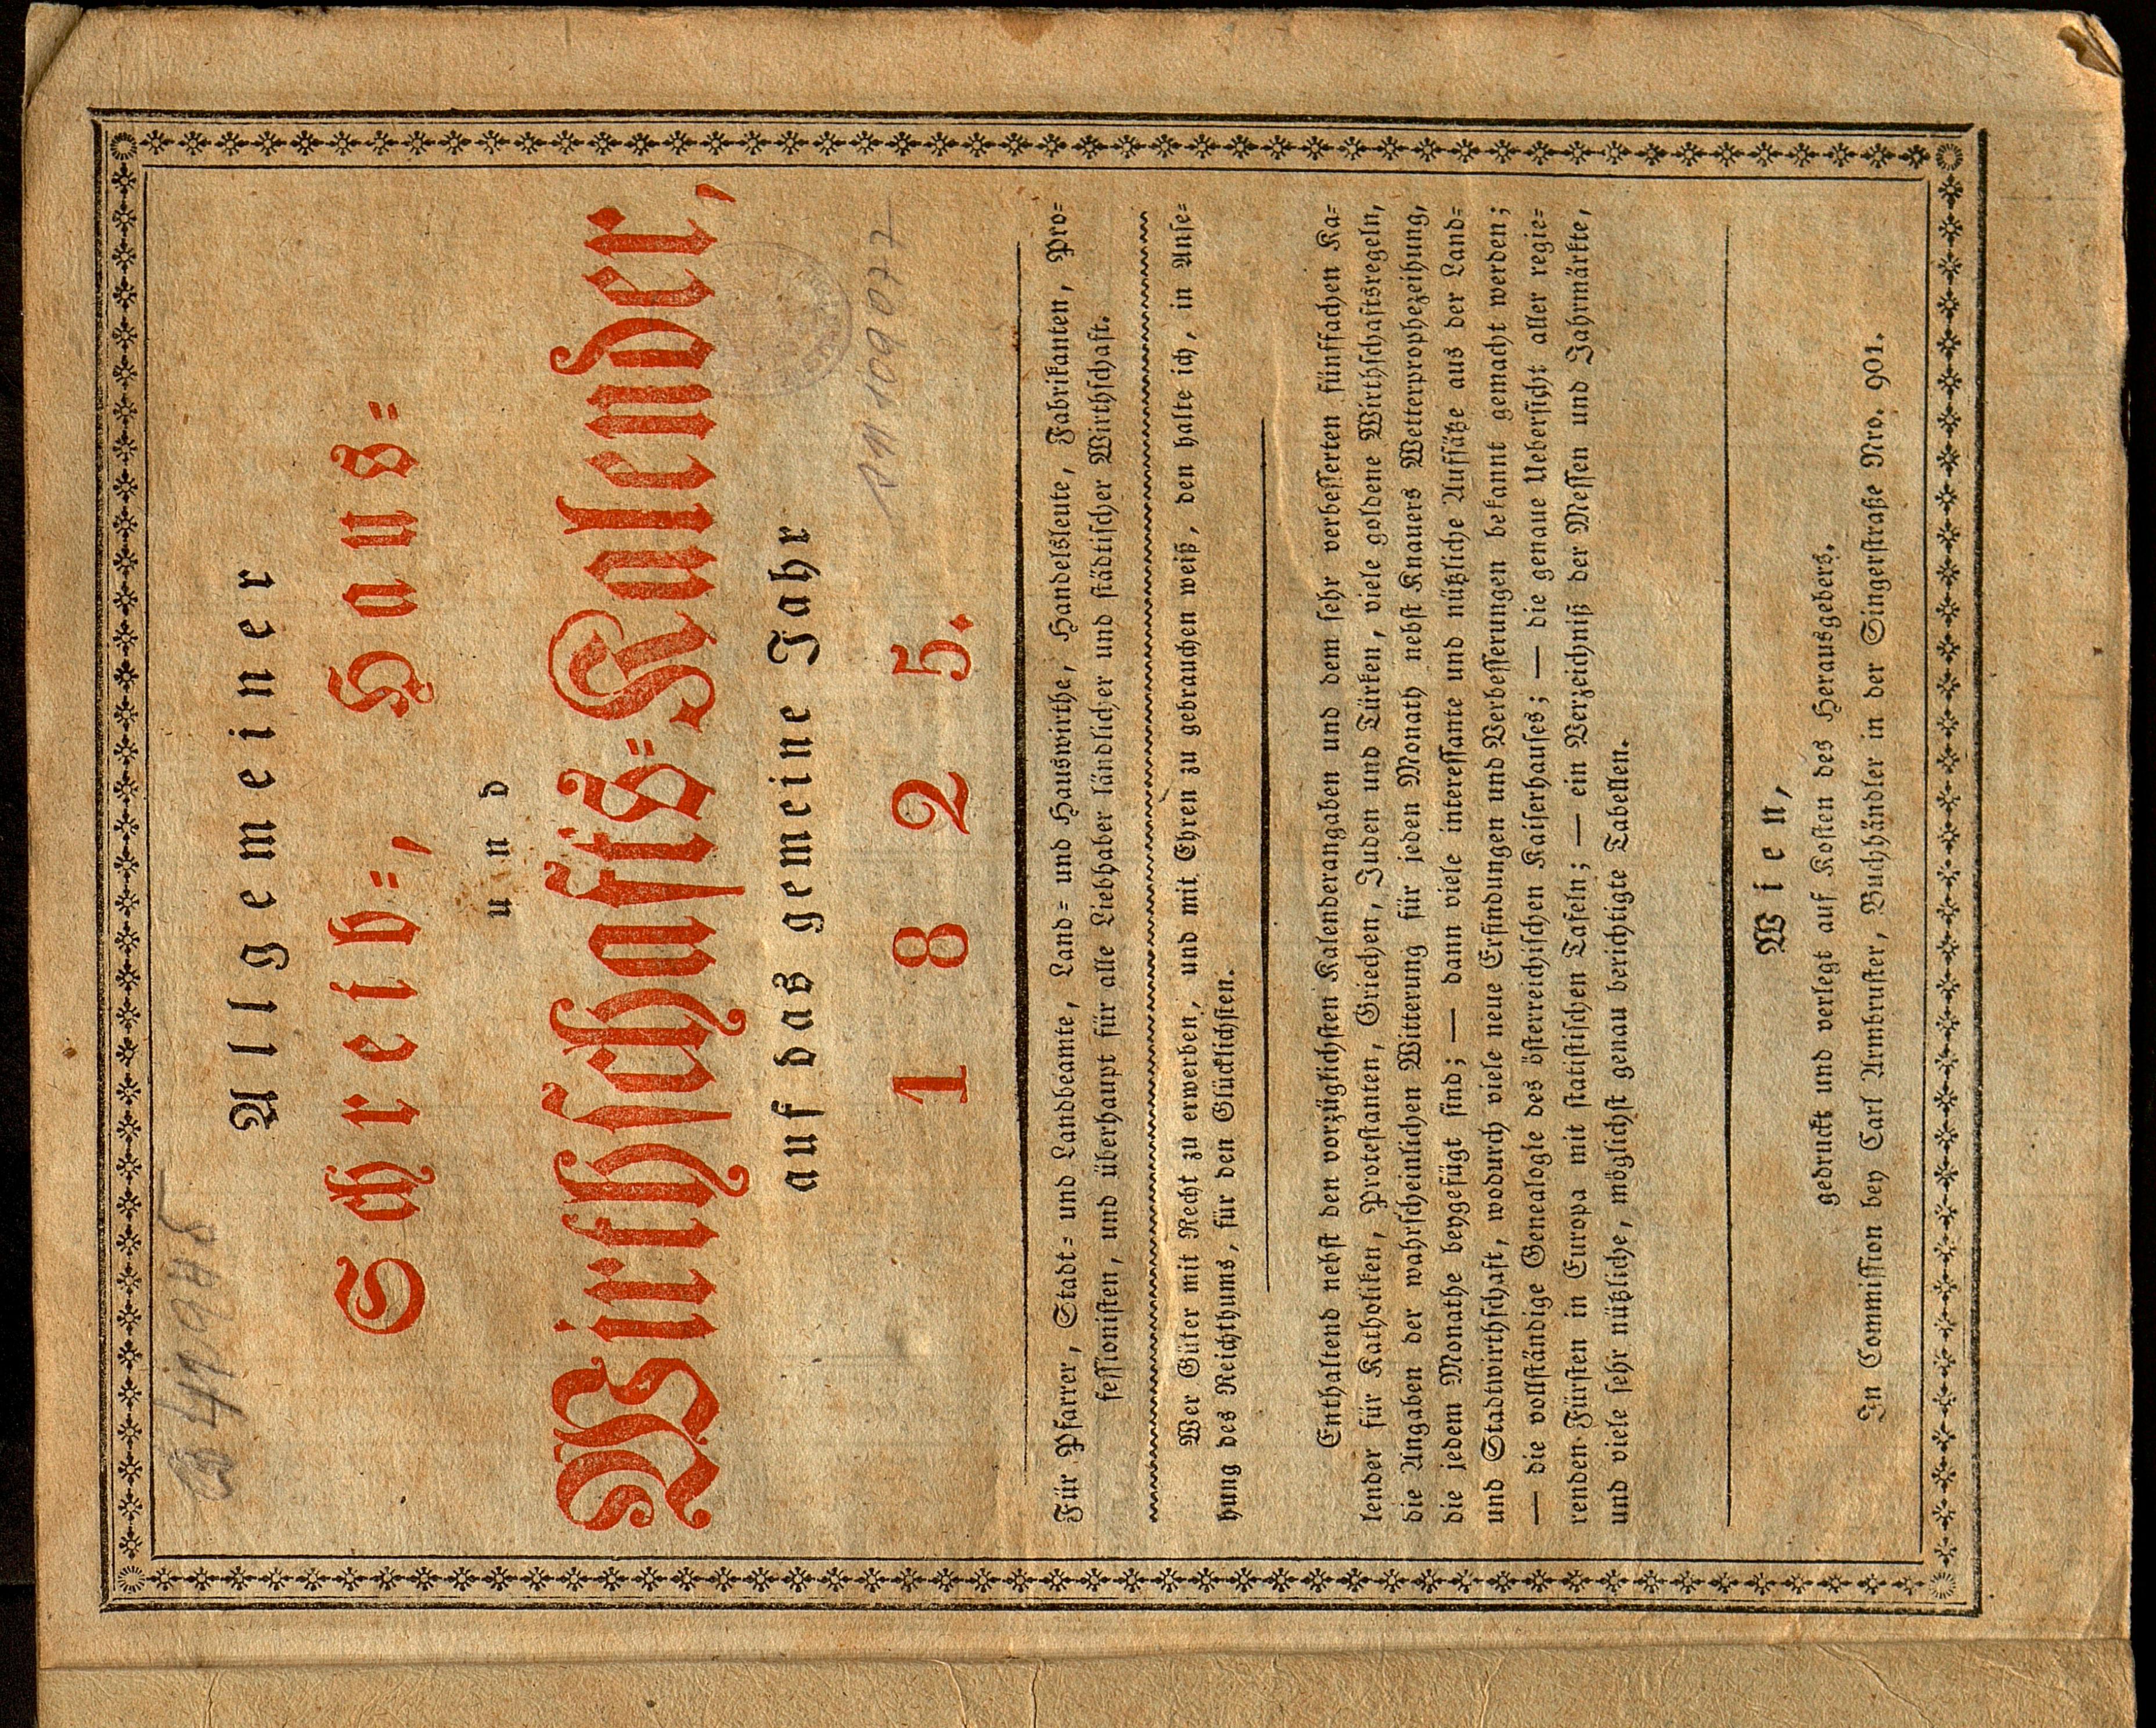 B 41948
Allgemeiner
Schreib=, Haus=
und
Wirthschafts=Kalender,
auf das gemeine Jahr
1825.
Für Pfarrer, Stadt= und Landbeamte, Land= und Hauswirthe, Handelsleute, Fabrikanten, Pro=
fessionisten, und überhaupt für alle Liebhaber ländlicher und städtischer Wirthschaft.
Wer Güter mit Recht zu erwerben, und mit Ehren zu gebrauchen weiß, den halte ich, in Anse=
hung des Reichthums, für den Glücklichsten.
Enthaltend nebst den vorzüglichsten Kalenderangaben und dem sehr verbesserten fünffachen Ka=
lender für Katholiken, Protestanten, Griechen, Juden und Türken, viele goldene Wirthschaftsregeln,
die Angaben der wahrscheinlichen Witterung für jeden Monath nebst Knauers Wetterprophezeihung,
die jedem Monathe beygefügt sind; — dann viele interessante und nützliche Aufsätze aus der Land=
und Stadtwirthschaft, wodurch viele neue Erfindungen und Verbesserungen bekannt gemacht werden;
— die vollständige Genealogie des österreichischen Kaiserhauses; — die genaue Uebersicht aller regie=
renden Fürsten in Europa mit statistischen Tafeln; — ein Verzeichniß der Messen und Jahrmärkte,
und viele sehr nützliche, möglichst genau berichtigte Tabellen.
Wien,
gedruckt und verlegt auf Kosten des Herausgebers.
In Commission bey Carl Armbruster, Buchhändler in der Singerstraße Nro. 901.